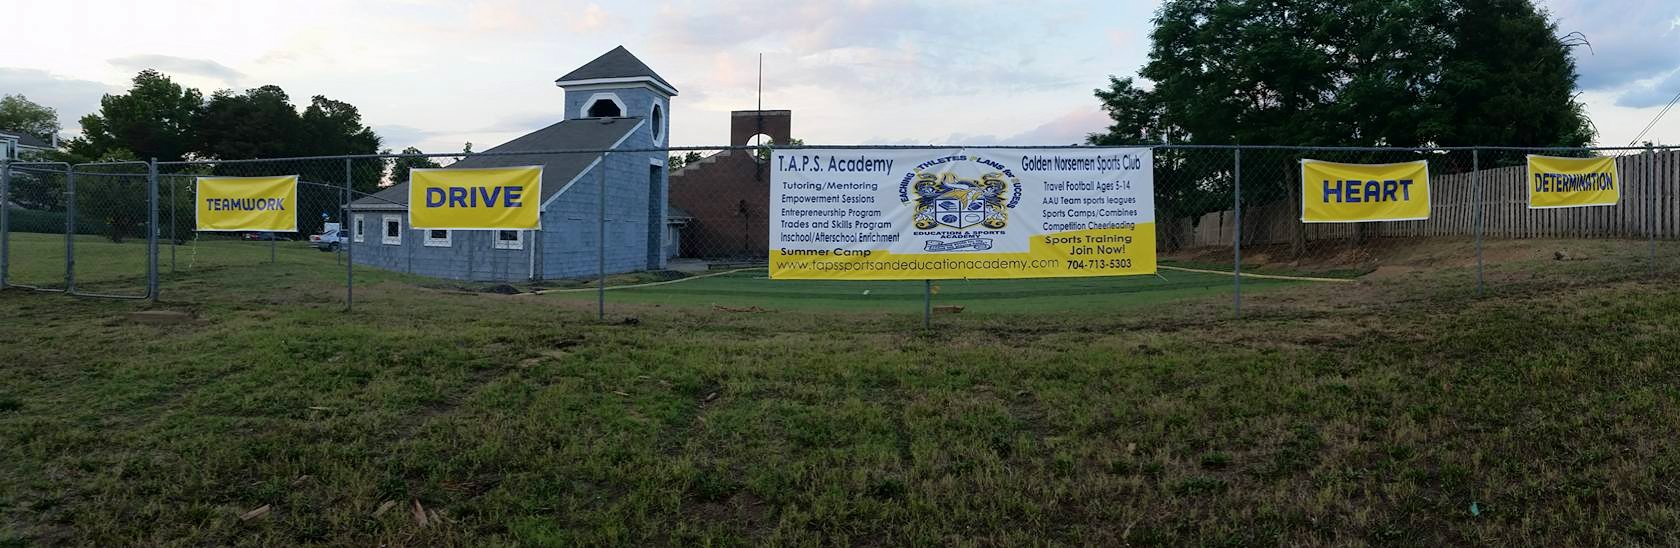 TEAMWORK
DRIVE
T.A.P.S. Academy
Tutoring/Mentoring
Empowerment Sessions
Entrepreneurship Program
Trades and Skills Program
Inschool/Afterschool Enrichment
Summer Camp
EACHING ATHLETES PLANS for SUCCESS
EDUCATION & SPORTS
ACADEMY
Golden Norsemen Sports Club
Travel Football Ages 5-14
AAU Team sports leagues
Sports Camps/Combines
Competition Cheerleading
Sports Training
Join Now!
www.tapssportsandeducationacademy.com
704-713-5303
HEART
DETERMINATION